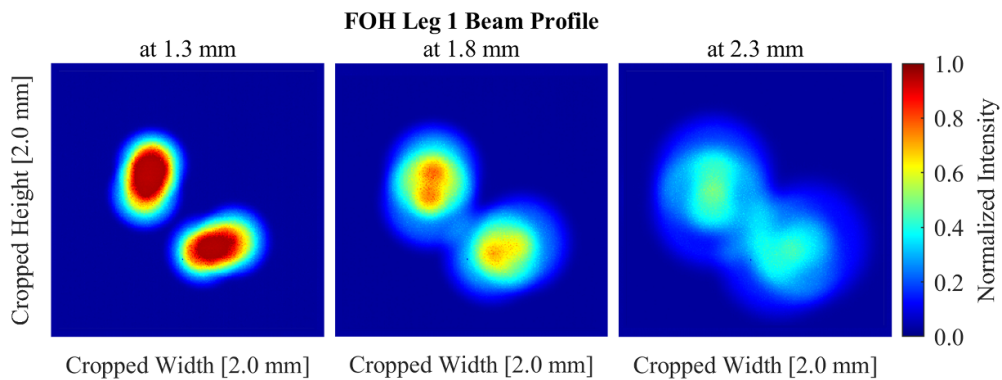 FOH Leg 1 Beam Profile
at 1.3 mm
at 1.8 mm
at 2.3 mm
Cropped Height [2.0 mm]
Cropped Width [2.0 mm]
Cropped Width [2.0 mm]
Cropped Width [2.0 mm]
1.0
0.8
0.6
0.4
0.2
0.0
Normalized Intensity